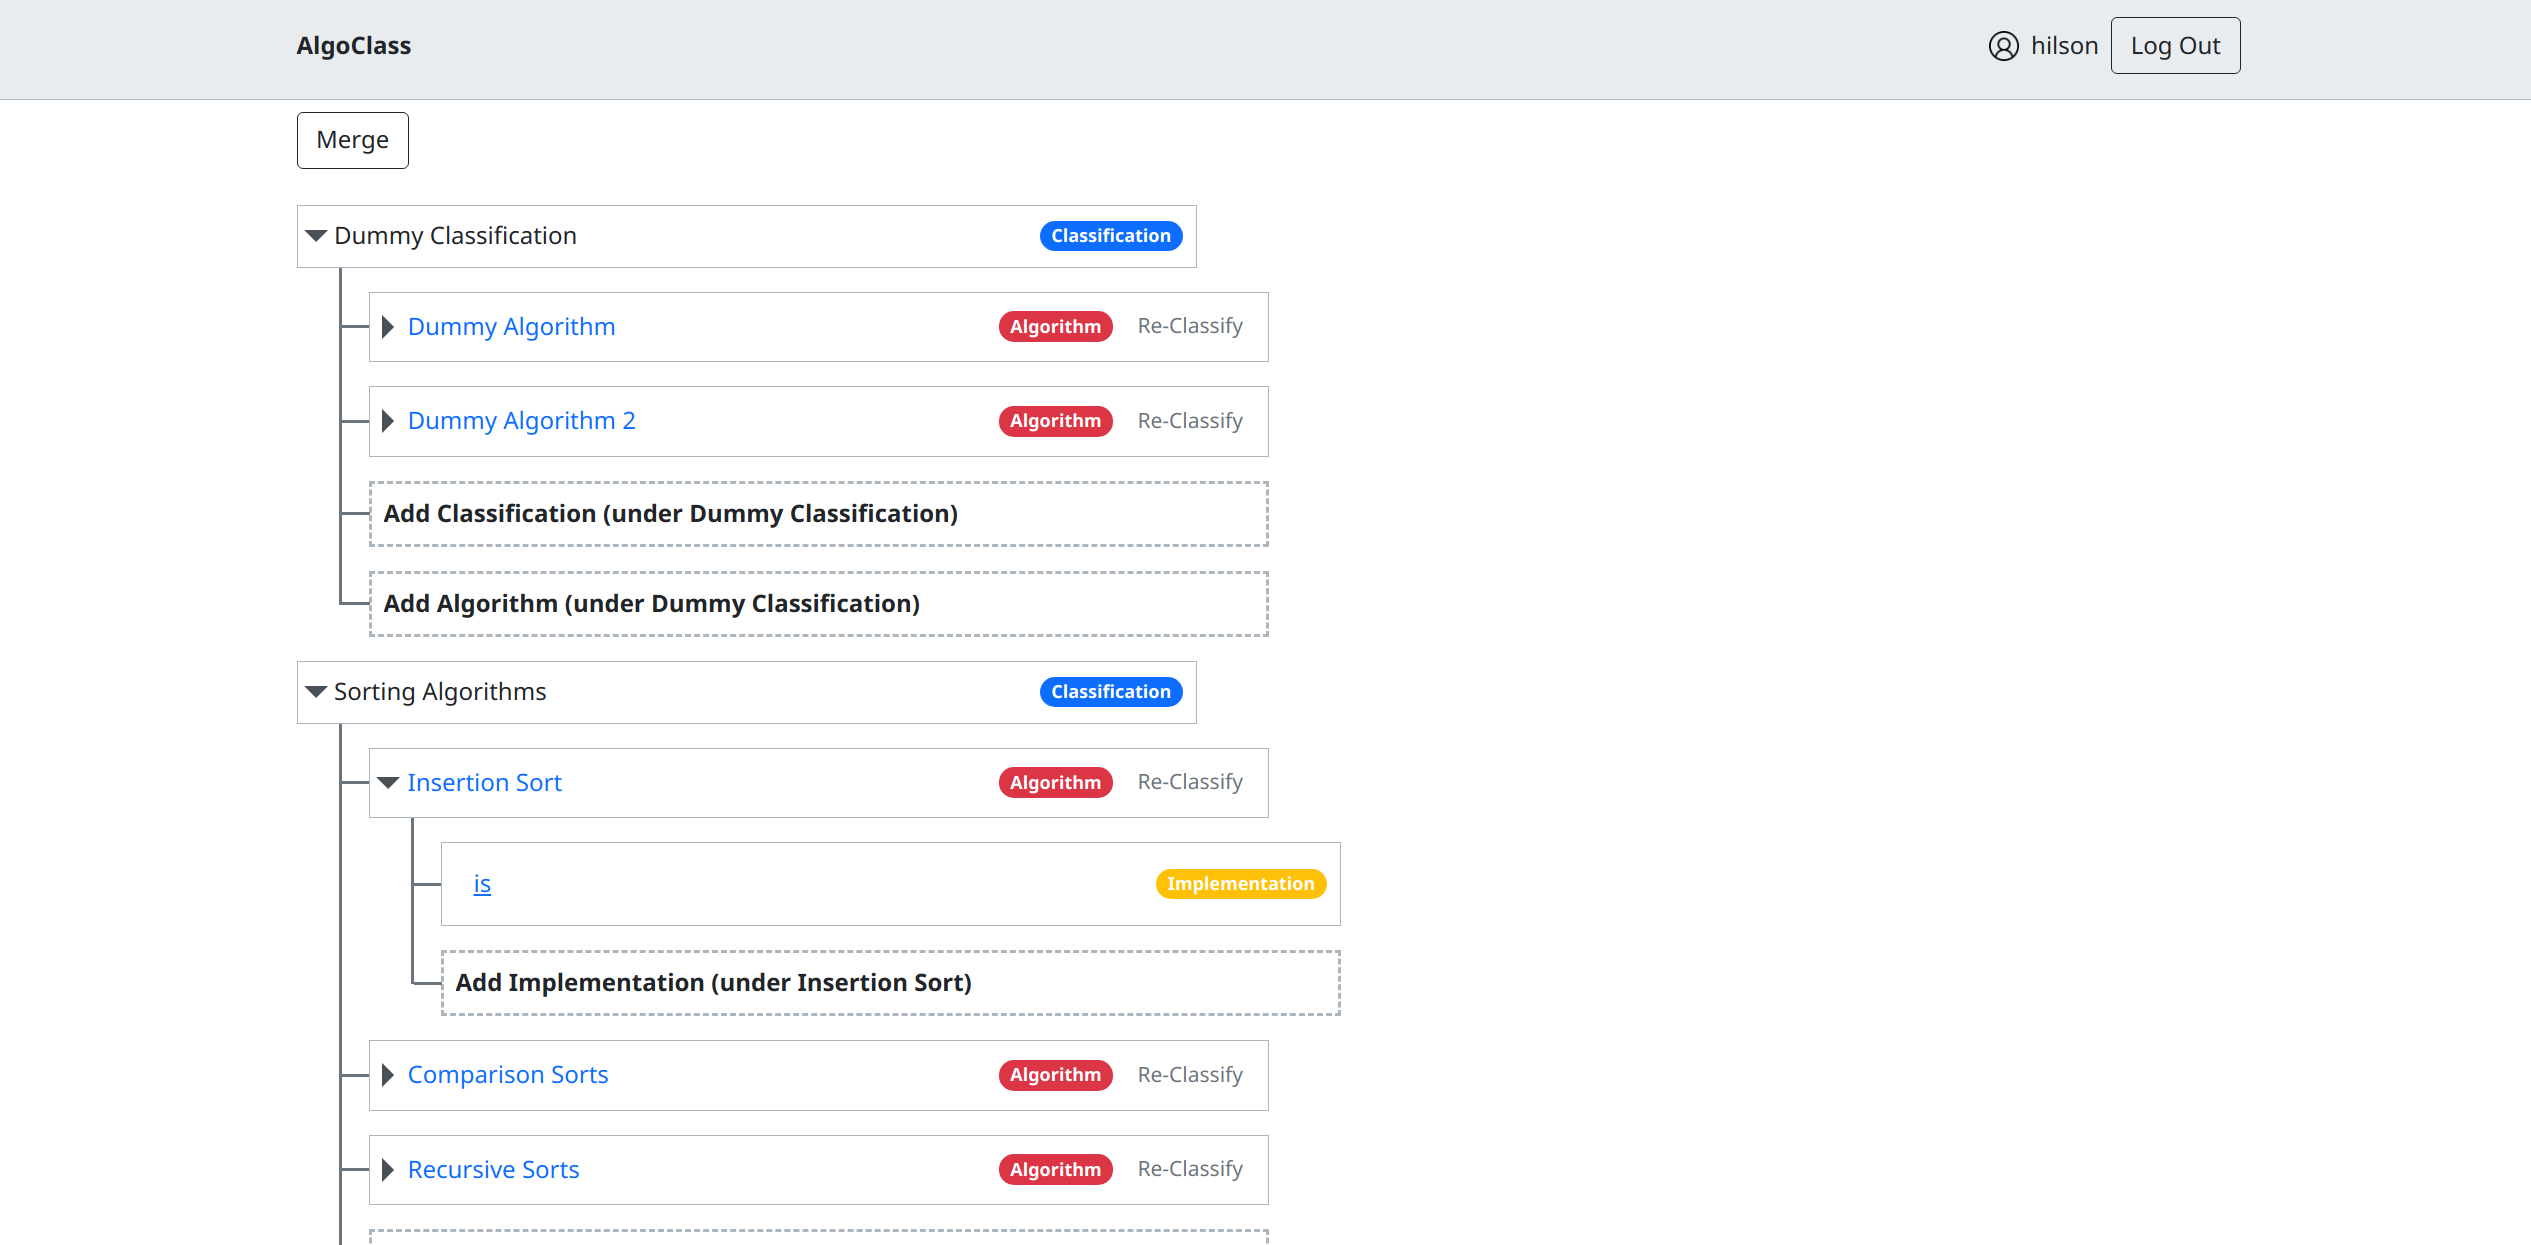 AlgoClass hilson Log Out
Merge
Dummy Classification Classification
Dummy Algorithm Algorithm Re-Classify
Dummy Algorithm 2 Algorithm Re-Classify
Add Classification (under Dummy Classification)
Add Algorithm (under Dummy Classification)
Sorting Algorithms Classification
Insertion Sort Algorithm Re-Classify
is Implementation
Add Implementation (under Insertion Sort)
Comparison Sorts Algorithm Re-Classify
Recursive Sorts Algorithm Re-Classify